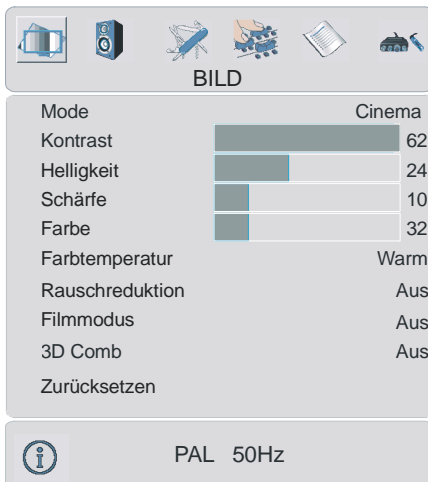 BILD
Mode Cinema
Kontrast 62
Helligkeit 24
Schärfe 10
Farbe 32
Farbtemperatur Warm
Rauschreduktion Aus
Filmmodus Aus
3D Comb Aus
Zurücksetzen
PAL 50Hz